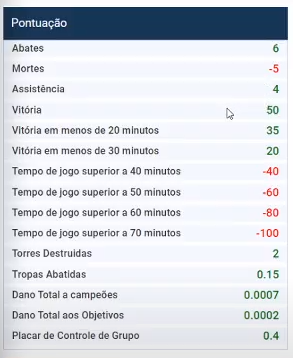 Pontuação
Abates 6
Mortes -5
Assistência 4
Vitória 50
Vitória em menos de 20 minutos 35
Vitória em menos de 30 minutos 20
Tempo de jogo superior a 40 minutos -40
Tempo de jogo superior a 50 minutos -60
Tempo de jogo superior a 60 minutos -80
Tempo de jogo superior a 70 minutos -100
Torres Destruidas 2
Tropas Abatidas 0.15
Dano Total a campeões 0.0007
Dano Total aos Objetivos 0.0002
Placar de Controle de Grupo 0.4